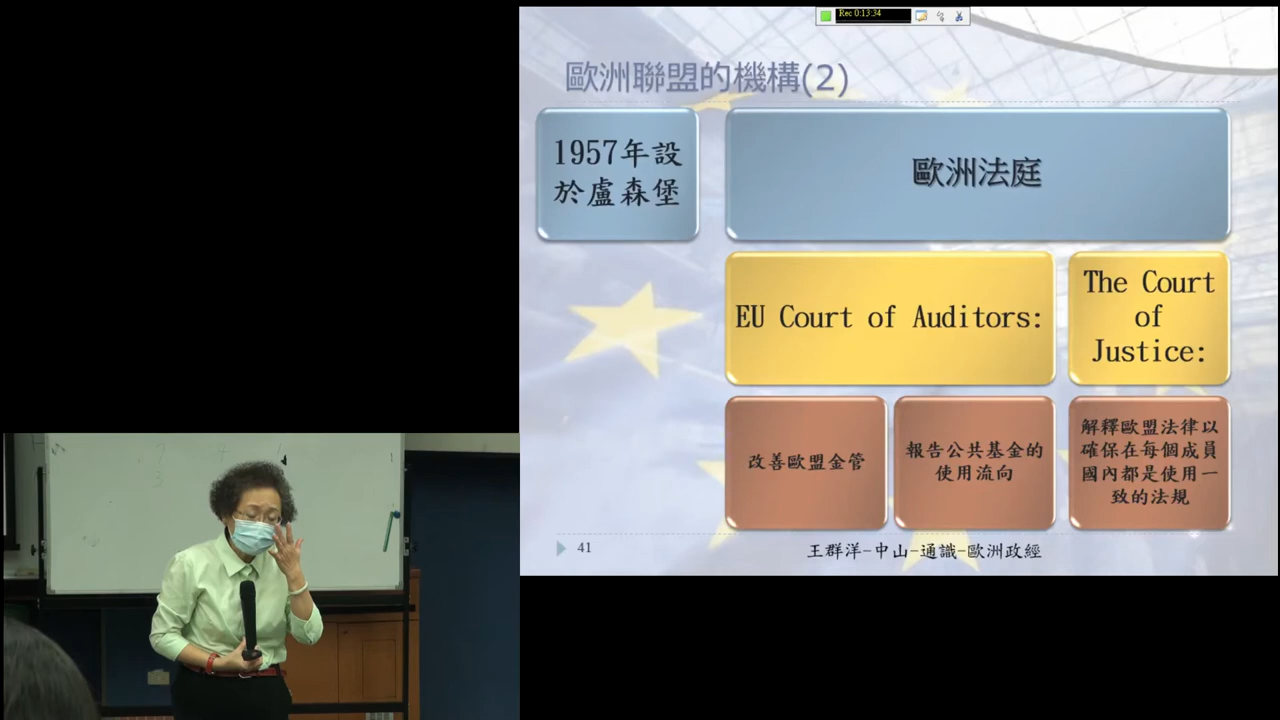 Rec 0:13:34
歐洲聯盟的機構(2)
1957年設
於盧森堡
歐洲法庭
EU Court of Auditors:
The Court
of
Justice:
改善歐盟金管
報告公共基金的
使用流向
解釋歐盟法律以
確保在每個成員
國內都是使用一
致的法規
41
王群洋-中山-通識-歐洲政經